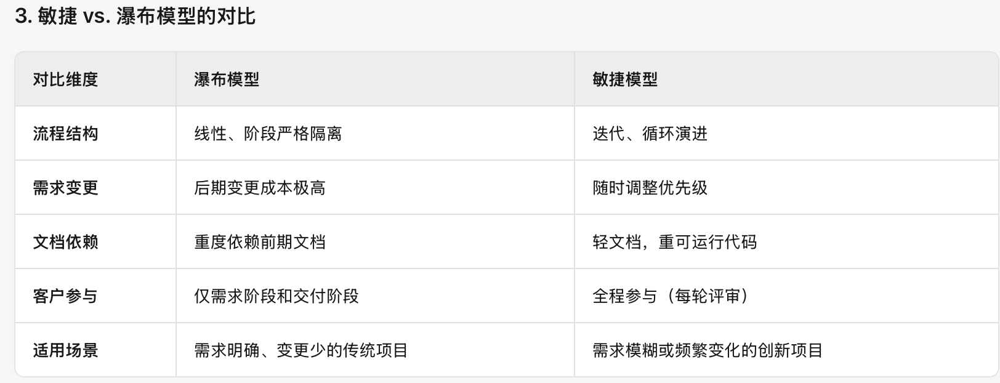 3. 敏捷 vs. 瀑布模型的对比
对比维度 瀑布模型 敏捷模型
流程结构 线性、阶段严格隔离 迭代、循环演进
需求变更 后期变更成本极高 随时调整优先级
文档依赖 重度依赖前期文档 轻文档，重可运行代码
客户参与 仅需求阶段和交付阶段 全程参与（每轮评审）
适用场景 需求明确、变更少的传统项目 需求模糊或频繁变化的创新项目